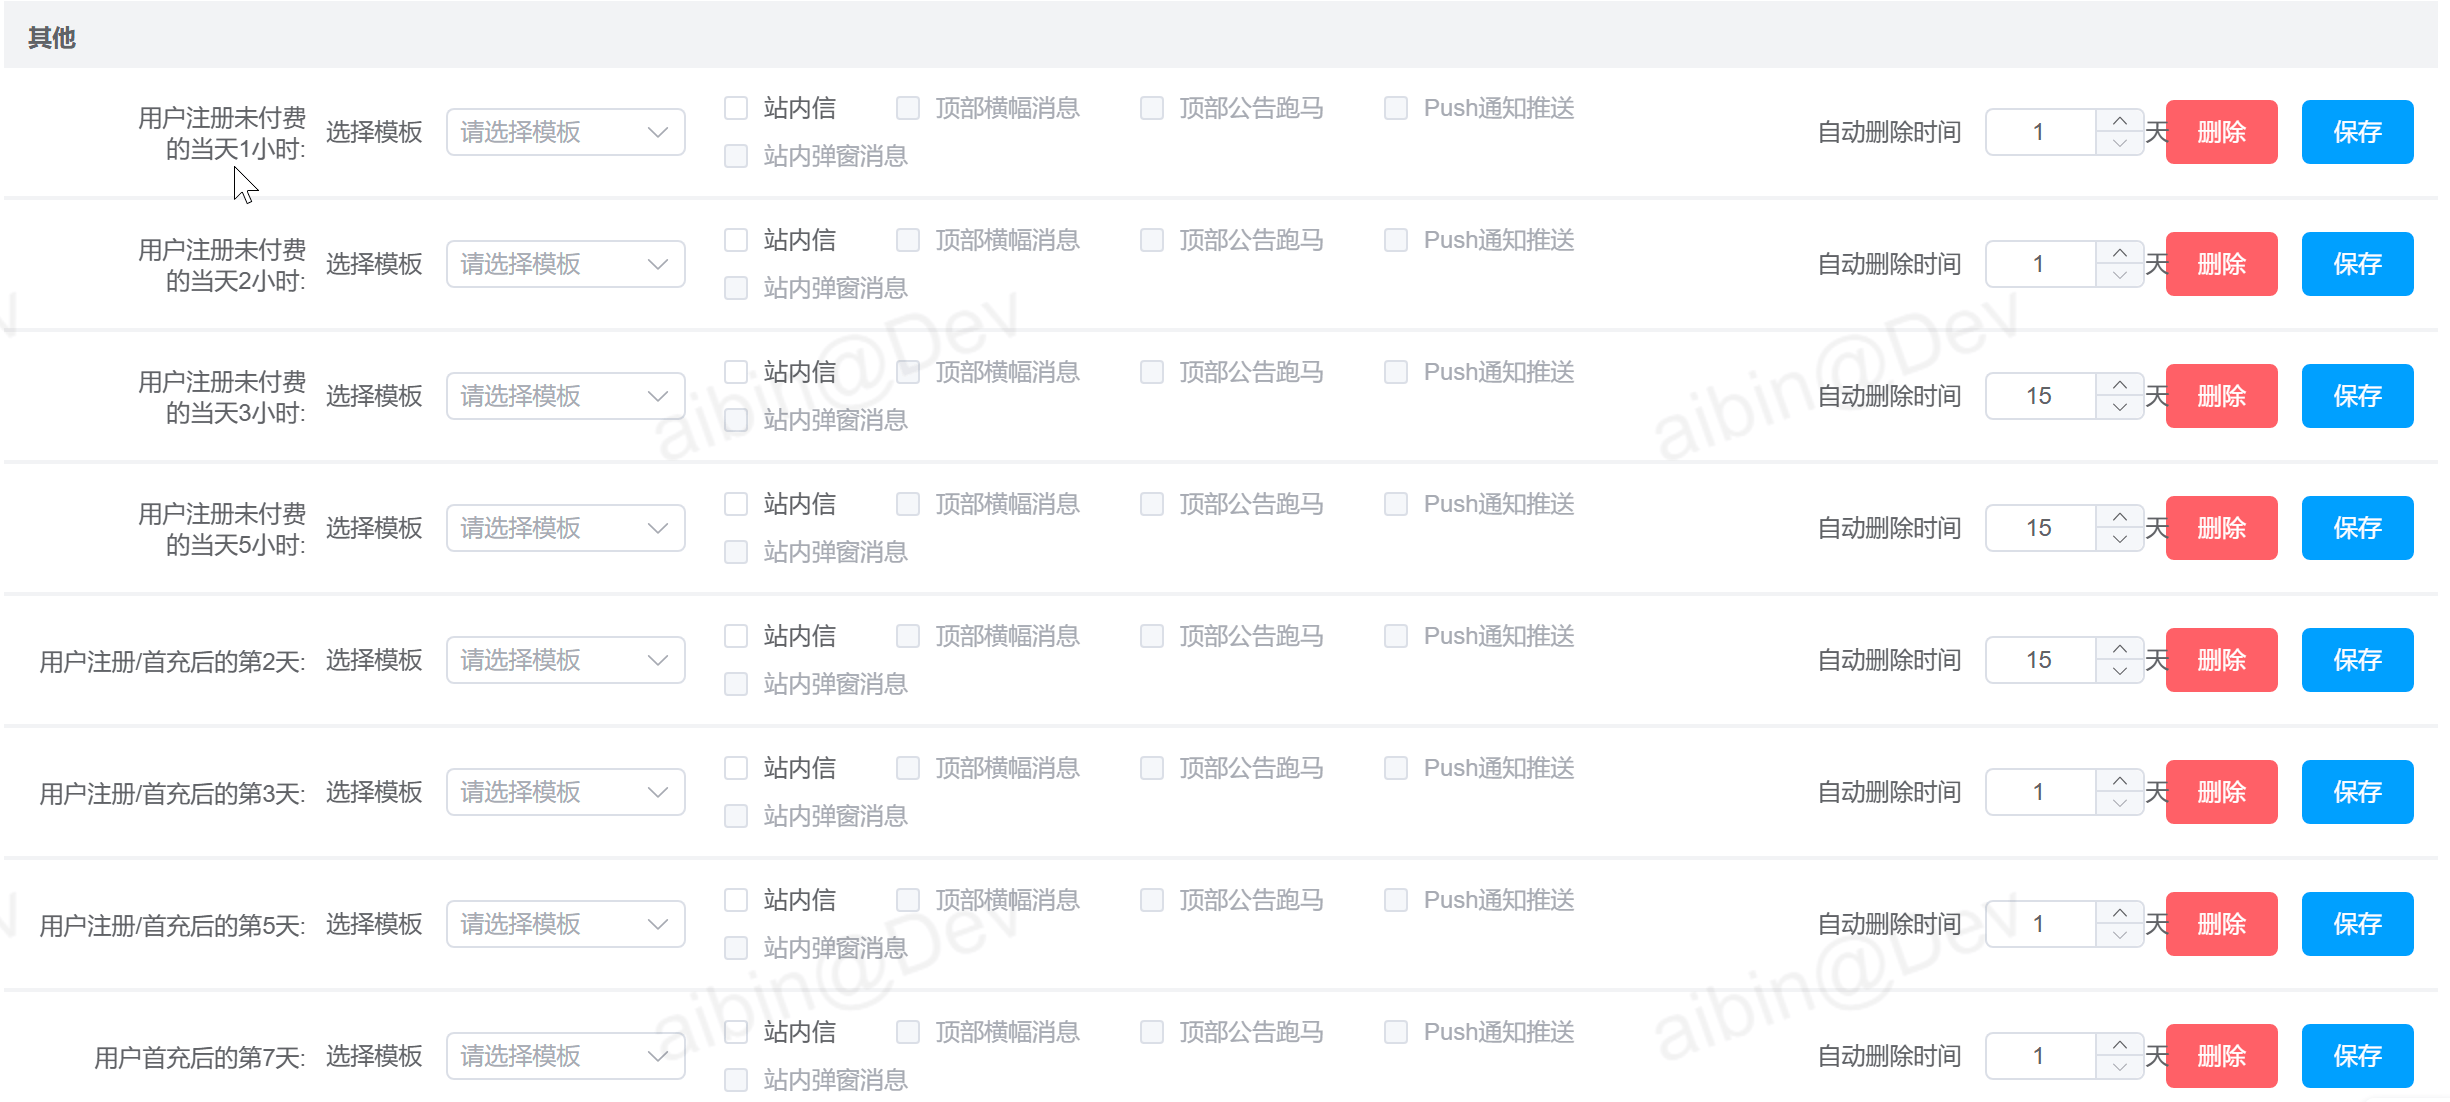 其他
用户注册未付费
的当天1小时:
选择模板 请选择模板 站内信 顶部横幅消息 顶部公告跑马 Push通知推送
站内弹窗消息
自动删除时间 1 天 删除 保存
用户注册未付费
的当天2小时:
选择模板 请选择模板 站内信 顶部横幅消息 顶部公告跑马 Push通知推送
站内弹窗消息
自动删除时间 1 天 删除 保存
用户注册未付费
的当天3小时:
选择模板 请选择模板 站内信 顶部横幅消息 顶部公告跑马 Push通知推送
站内弹窗消息
自动删除时间 15 天 删除 保存
用户注册未付费
的当天5小时:
选择模板 请选择模板 站内信 顶部横幅消息 顶部公告跑马 Push通知推送
站内弹窗消息
自动删除时间 15 天 删除 保存
用户注册/首充后的第2天: 选择模板 请选择模板 站内信 顶部横幅消息 顶部公告跑马 Push通知推送
站内弹窗消息
自动删除时间 15 天 删除 保存
用户注册/首充后的第3天: 选择模板 请选择模板 站内信 顶部横幅消息 顶部公告跑马 Push通知推送
站内弹窗消息
自动删除时间 1 天 删除 保存
用户注册/首充后的第5天: 选择模板 请选择模板 站内信 顶部横幅消息 顶部公告跑马 Push通知推送
站内弹窗消息
自动删除时间 1 天 删除 保存
用户首充后的第7天: 选择模板 请选择模板 站内信 顶部横幅消息 顶部公告跑马 Push通知推送
站内弹窗消息
自动删除时间 1 天 删除 保存
aibin@Dev
aibin@Dev
aibin@Dev
aibin@Dev